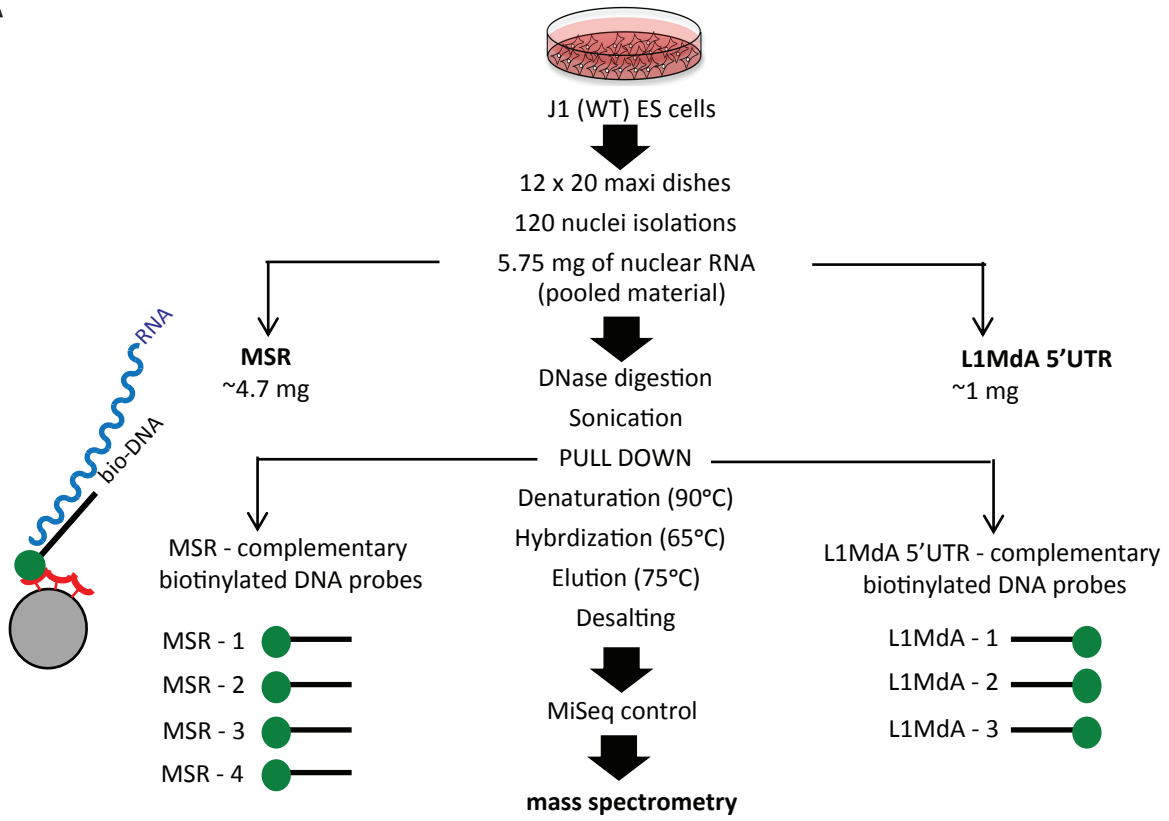 J1 (WT) ES cells
12 x 20 maxi dishes
120 nuclei isolations
5.75 mg of nuclear RNA
(pooled material)
MSR
~4.7 mg
L1MdA 5’UTR
~1 mg
RNA
bio-DNA
DNase digestion
Sonication
PULL DOWN
Denaturation (90°C)
Hybrdization (65°C)
Elution (75°C)
Desalting
MSR - complementary
biotinylated DNA probes
MSR - 1
MSR - 2
MSR - 3
MSR - 4
L1MdA 5’UTR - complementary
biotinylated DNA probes
L1MdA - 1
L1MdA - 2
L1MdA - 3
MiSeq control
mass spectrometry